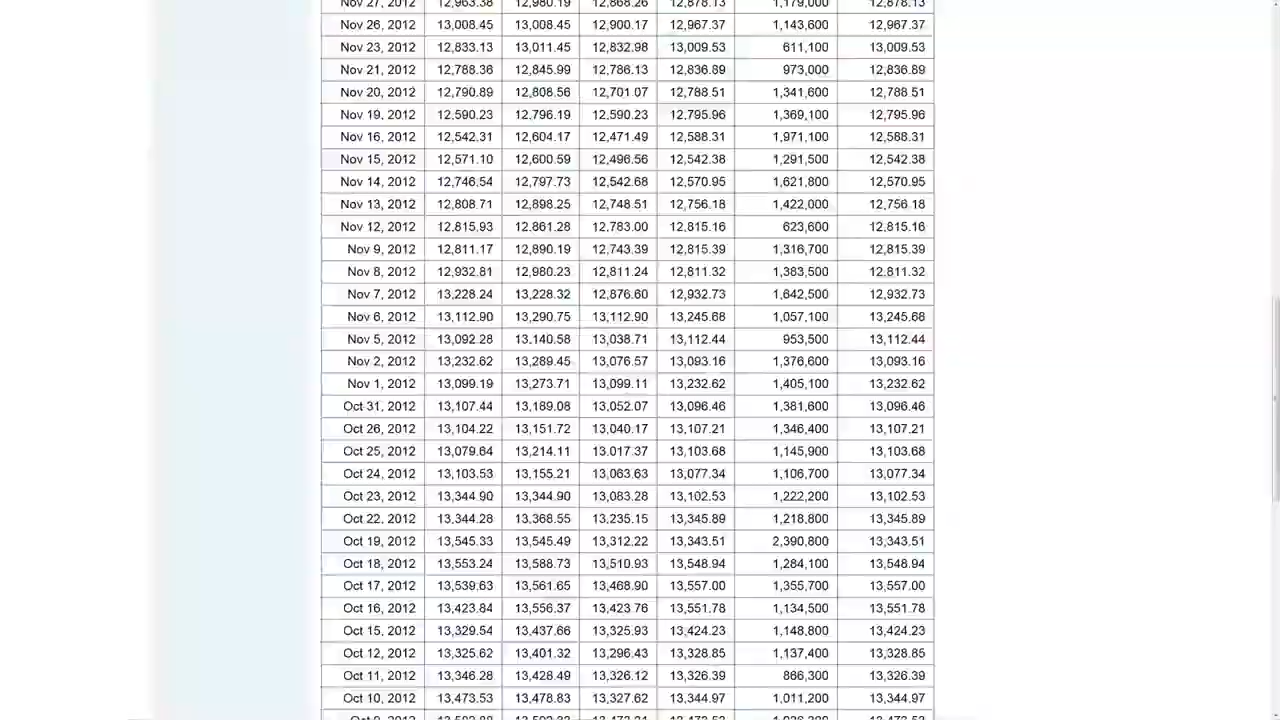 Nov 27, 2012 12,963.38 12,980.19 12,868.26 12,878.13 1,179,000 12,878.13
Nov 26, 2012 13,008.45 13,008.45 12,900.17 12,967.37 1,143,600 12,967.37
Nov 23, 2012 12,833.13 13,011.45 12,832.98 13,009.53 611,100 13,009.53
Nov 21, 2012 12,788.36 12,845.99 12,786.13 12,836.89 973,000 12,836.89
Nov 20, 2012 12,790.89 12,808.56 12,701.07 12,788.51 1,341,600 12,788.51
Nov 19, 2012 12,590.23 12,796.19 12,590.23 12,795.96 1,369,100 12,795.96
Nov 16, 2012 12,542.31 12,604.17 12,471.49 12,588.31 1,971,100 12,588.31
Nov 15, 2012 12,571.10 12,600.59 12,496.56 12,542.38 1,291,500 12,542.38
Nov 14, 2012 12,746.54 12,797.73 12,542.68 12,570.95 1,621,800 12,570.95
Nov 13, 2012 12,808.71 12,898.25 12,748.51 12,756.18 1,422,000 12,756.18
Nov 12, 2012 12,815.93 12,861.28 12,783.00 12,815.16 623,600 12,815.16
Nov 9, 2012 12,811.17 12,890.19 12,743.39 12,815.39 1,316,700 12,815.39
Nov 8, 2012 12,932.81 12,980.23 12,811.24 12,811.32 1,383,500 12,811.32
Nov 7, 2012 13,228.24 13,228.32 12,876.60 12,932.73 1,642,500 12,932.73
Nov 6, 2012 13,112.90 13,290.75 13,112.90 13,245.68 1,057,100 13,245.68
Nov 5, 2012 13,092.28 13,140.58 13,038.71 13,112.44 953,500 13,112.44
Nov 2, 2012 13,232.62 13,289.45 13,076.57 13,093.16 1,376,600 13,093.16
Nov 1, 2012 13,099.19 13,273.71 13,099.11 13,232.62 1,405,100 13,232.62
Oct 31, 2012 13,107.44 13,189.08 13,052.07 13,096.46 1,381,600 13,096.46
Oct 26, 2012 13,104.22 13,151.72 13,040.17 13,107.21 1,346,400 13,107.21
Oct 25, 2012 13,079.64 13,214.11 13,017.37 13,103.68 1,145,900 13,103.68
Oct 24, 2012 13,103.53 13,155.21 13,063.63 13,077.34 1,106,700 13,077.34
Oct 23, 2012 13,344.90 13,344.90 13,083.28 13,102.53 1,222,200 13,102.53
Oct 22, 2012 13,344.28 13,368.55 13,235.15 13,345.89 1,218,800 13,345.89
Oct 19, 2012 13,545.33 13,545.49 13,312.22 13,343.51 2,390,800 13,343.51
Oct 18, 2012 13,553.24 13,588.73 13,510.93 13,548.94 1,284,100 13,548.94
Oct 17, 2012 13,539.63 13,561.65 13,468.90 13,557.00 1,355,700 13,557.00
Oct 16, 2012 13,423.84 13,556.37 13,423.76 13,551.78 1,134,500 13,551.78
Oct 15, 2012 13,329.54 13,437.66 13,325.93 13,424.23 1,148,800 13,424.23
Oct 12, 2012 13,325.62 13,401.32 13,296.43 13,328.85 1,137,400 13,328.85
Oct 11, 2012 13,346.28 13,428.49 13,326.12 13,326.39 866,300 13,326.39
Oct 10, 2012 13,473.53 13,478.83 13,327.62 13,344.97 1,011,200 13,344.97